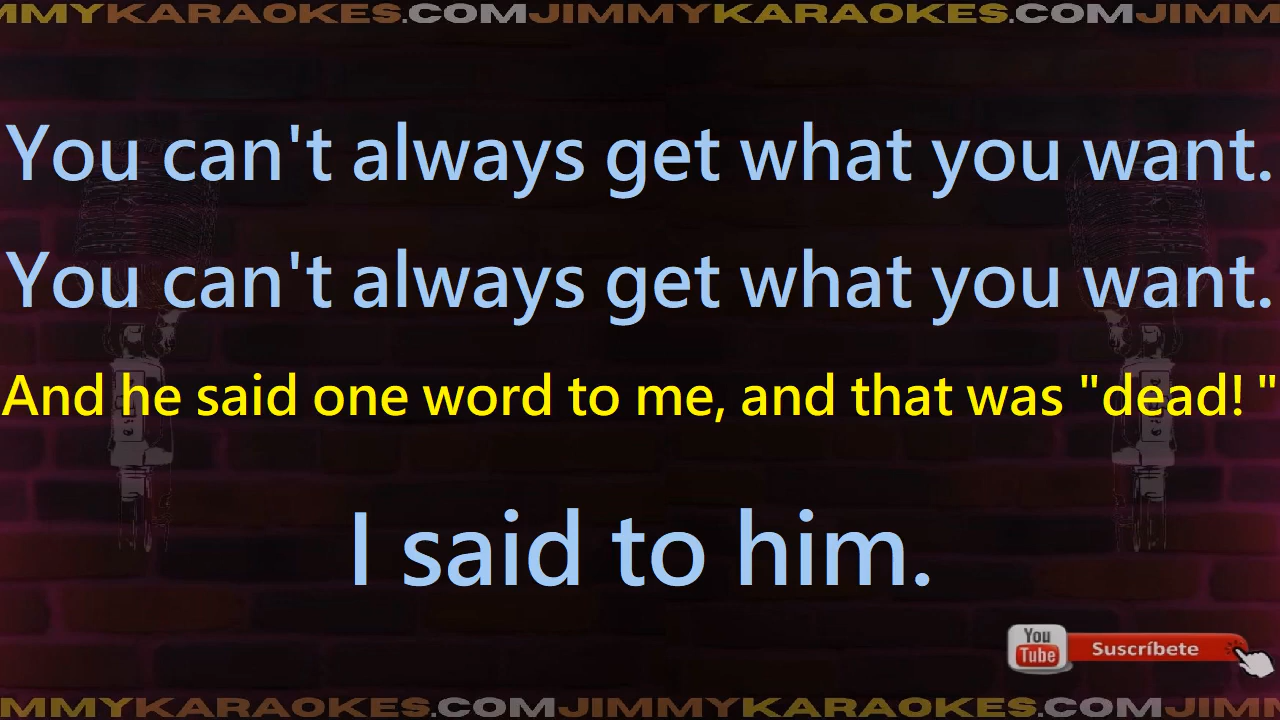 MMYKARAOKES.COMJIMMYKARAOKES.COMJIMM
You can't always get what you want.
You can't always get what you want.
And he said one word to me, and that was "dead! "
I said to him.
You
Tube
Suscríbete
MMYKARAOKES.COMJIMMYKARAOKES.COMJIMM